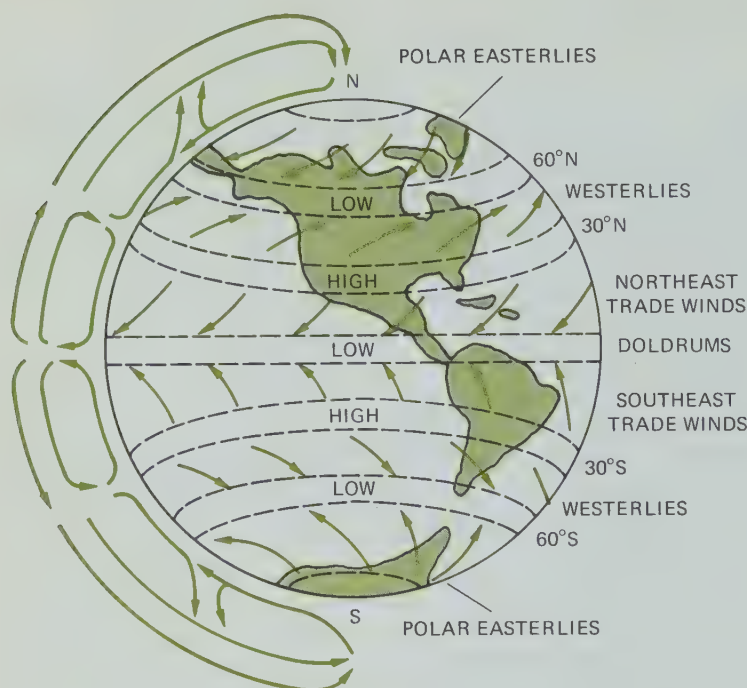 POLAR EASTERLIES
N
60°N
LOW
WESTERLIES
30°N
HIGH
NORTHEAST
TRADE WINDS
LOW
DOLDRUMS
SOUTHEAST
TRADE WINDS
HIGH
30°S
LOW
WESTERLIES
60°S
S
POLAR EASTERLIES